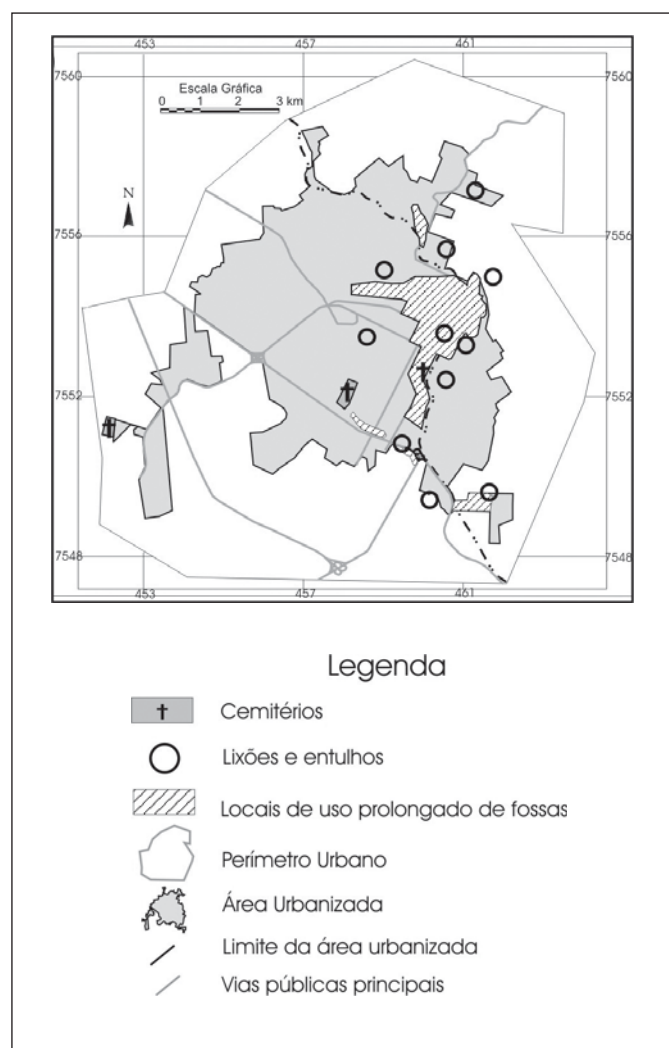 453 457 461
7560 7560
Escala Gráfica
0 1 2 3 km
N
7556 7556
7552 7552
7548 7548
453 457 461
Legenda
Cemitérios
Lixões e entulhos
Locais de uso prolongado de fossas
Perímetro Urbano
Área Urbanizada
Limite da área urbanizada
Vias públicas principais